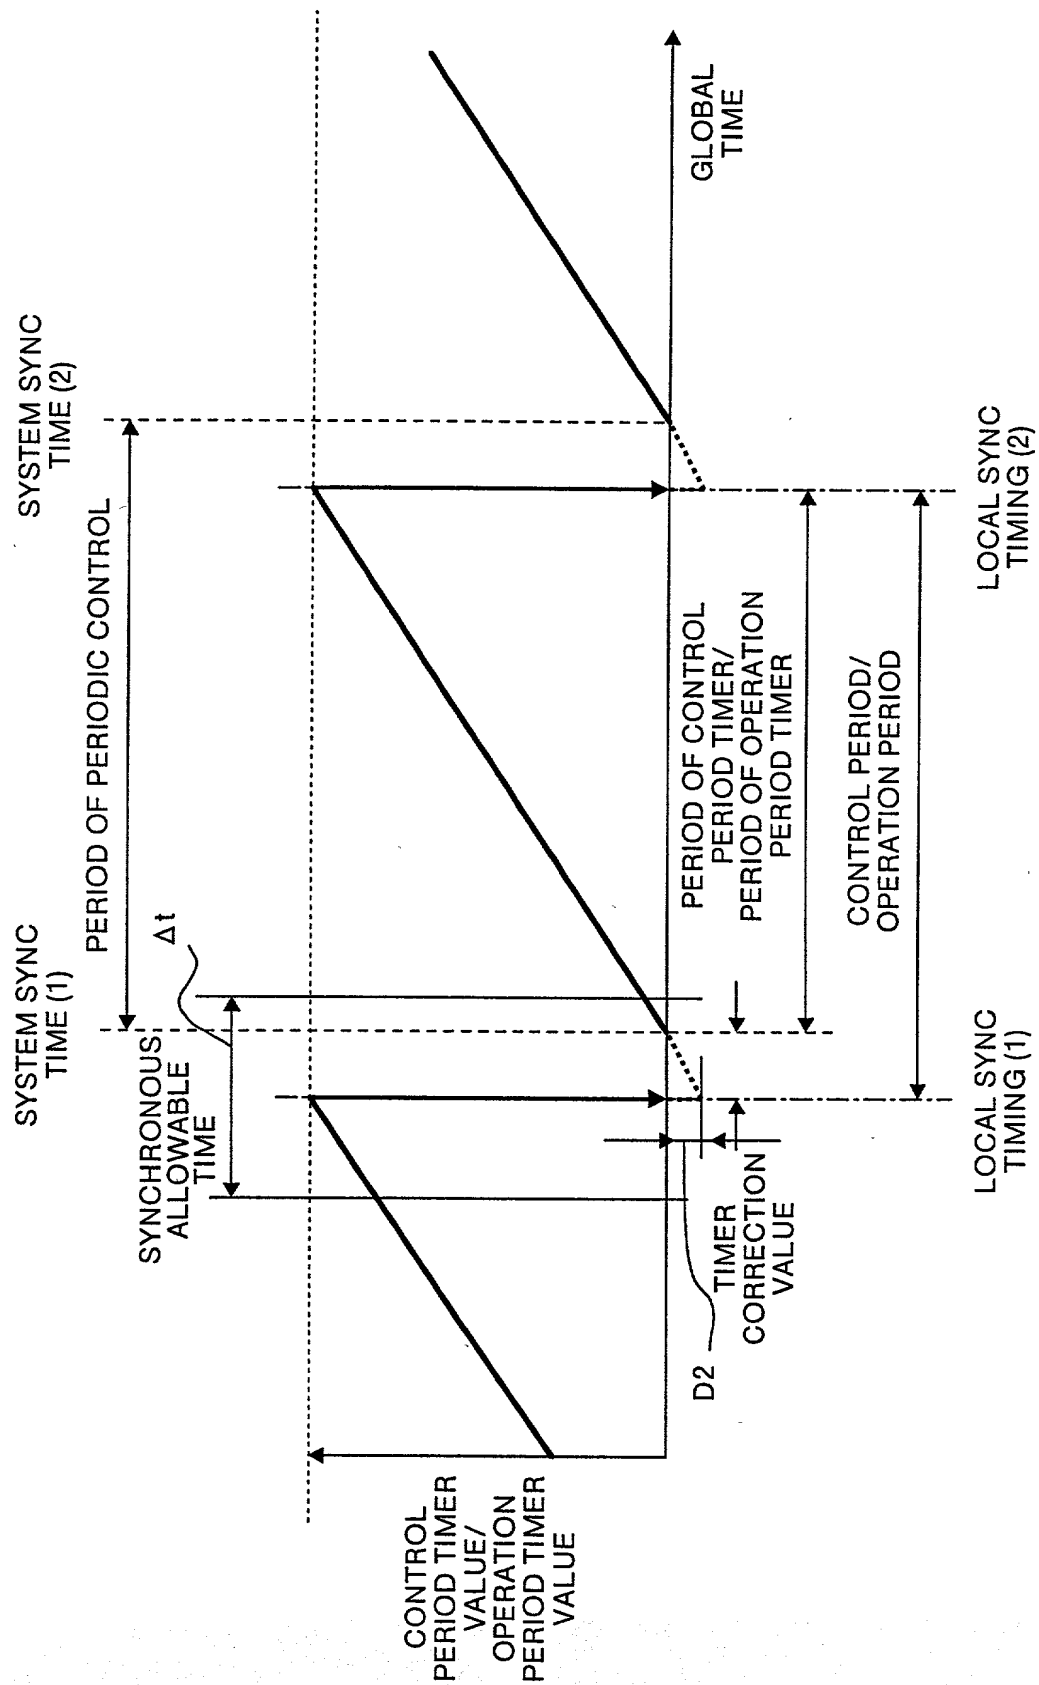 SYSTEM SYNC
TIME (1)
SYSTEM SYNC
TIME (2)
PERIOD OF PERIODIC CONTROL
Δt
SYNCHRONOUS
ALLOWABLE
TIME
CONTROL
PERIOD TIMER
VALUE/
OPERATION
PERIOD TIMER
VALUE
GLOBAL
TIME
D2
TIMER
CORRECTION
VALUE
PERIOD OF CONTROL
PERIOD TIMER/
PERIOD OF OPERATION
PERIOD TIMER
CONTROL PERIOD/
OPERATION PERIOD
LOCAL SYNC
TIMING (1)
LOCAL SYNC
TIMING (2)